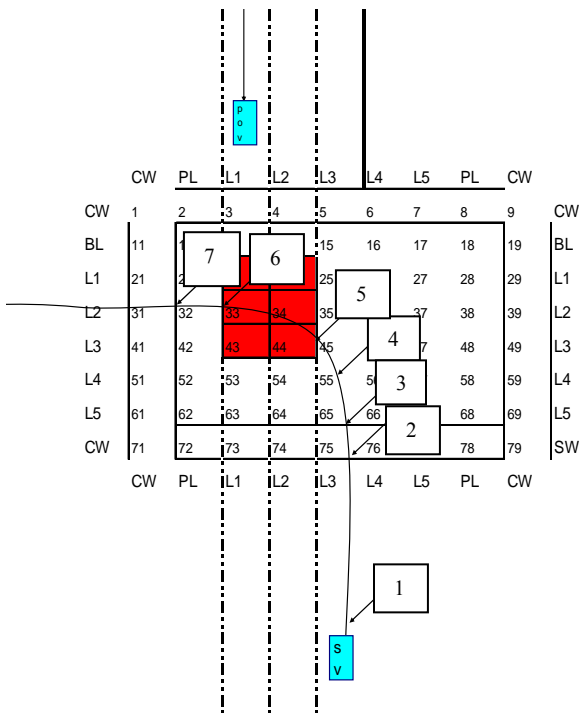 p
o
v
CW PL L1 L2 L3 L4 L5 PL CW
CW 1 2 3 4 5 6 7 8 9 CW
BL 11 15 16 17 18 19 BL
7 6
L1 21 25 27 28 29 L1
5
L2 31 32 33 34 35 38 39 L2
4
L3 41 42 43 44 45 48 49 L3
3
L4 51 52 53 54 55 58 59 L4
L5 61 62 63 64 65 66 68 69 L5
2
CW 71 72 73 74 75 76 78 79 SW
CW PL L1 L2 L3 L4 L5 PL CW
1
s
v